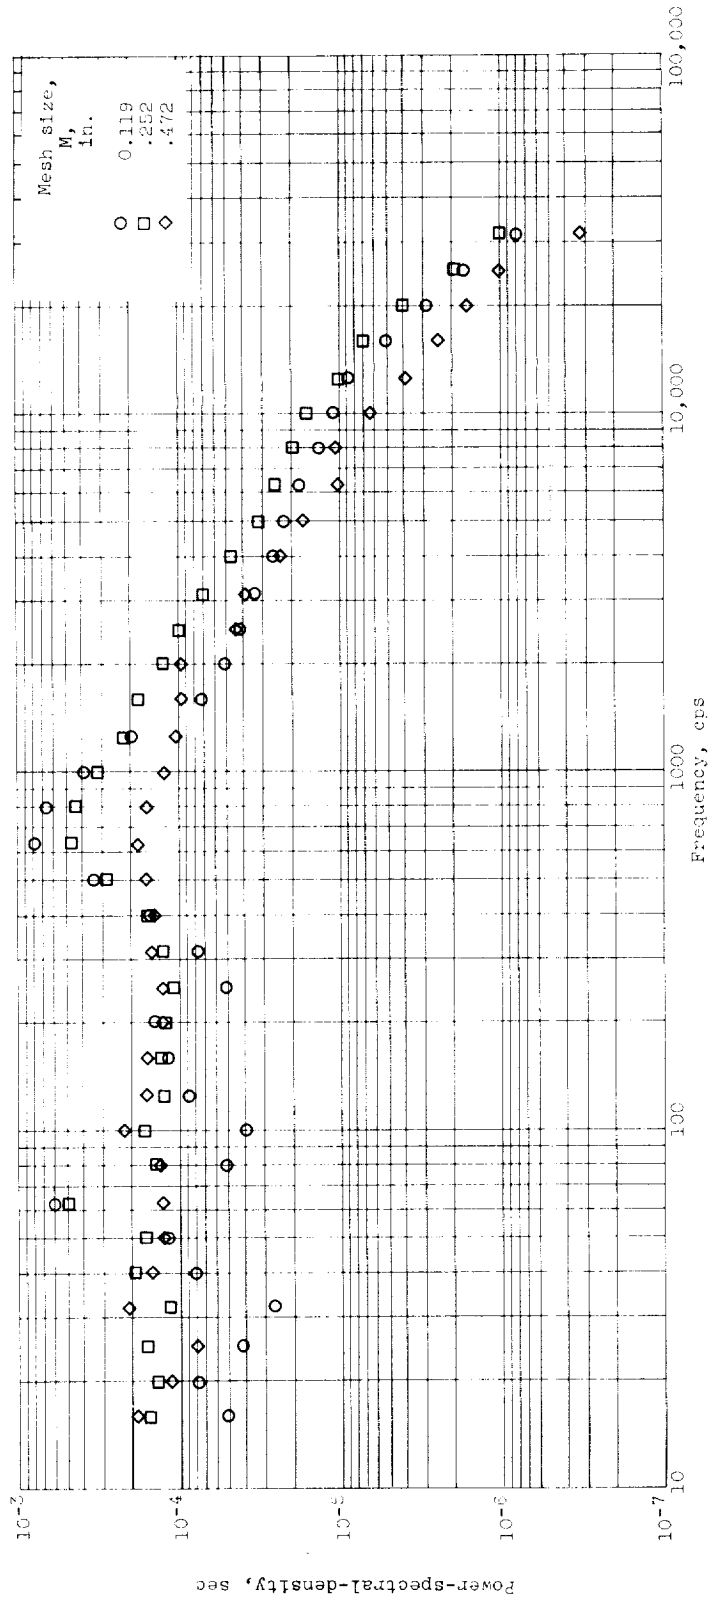 Mesh size,
M,
in.
0.119
.252
.472
10-3
10-4
10-5
10-6
10-7
10
100
1000
10,000
100,000
Frequency, cps
Power-spectral-density, sec